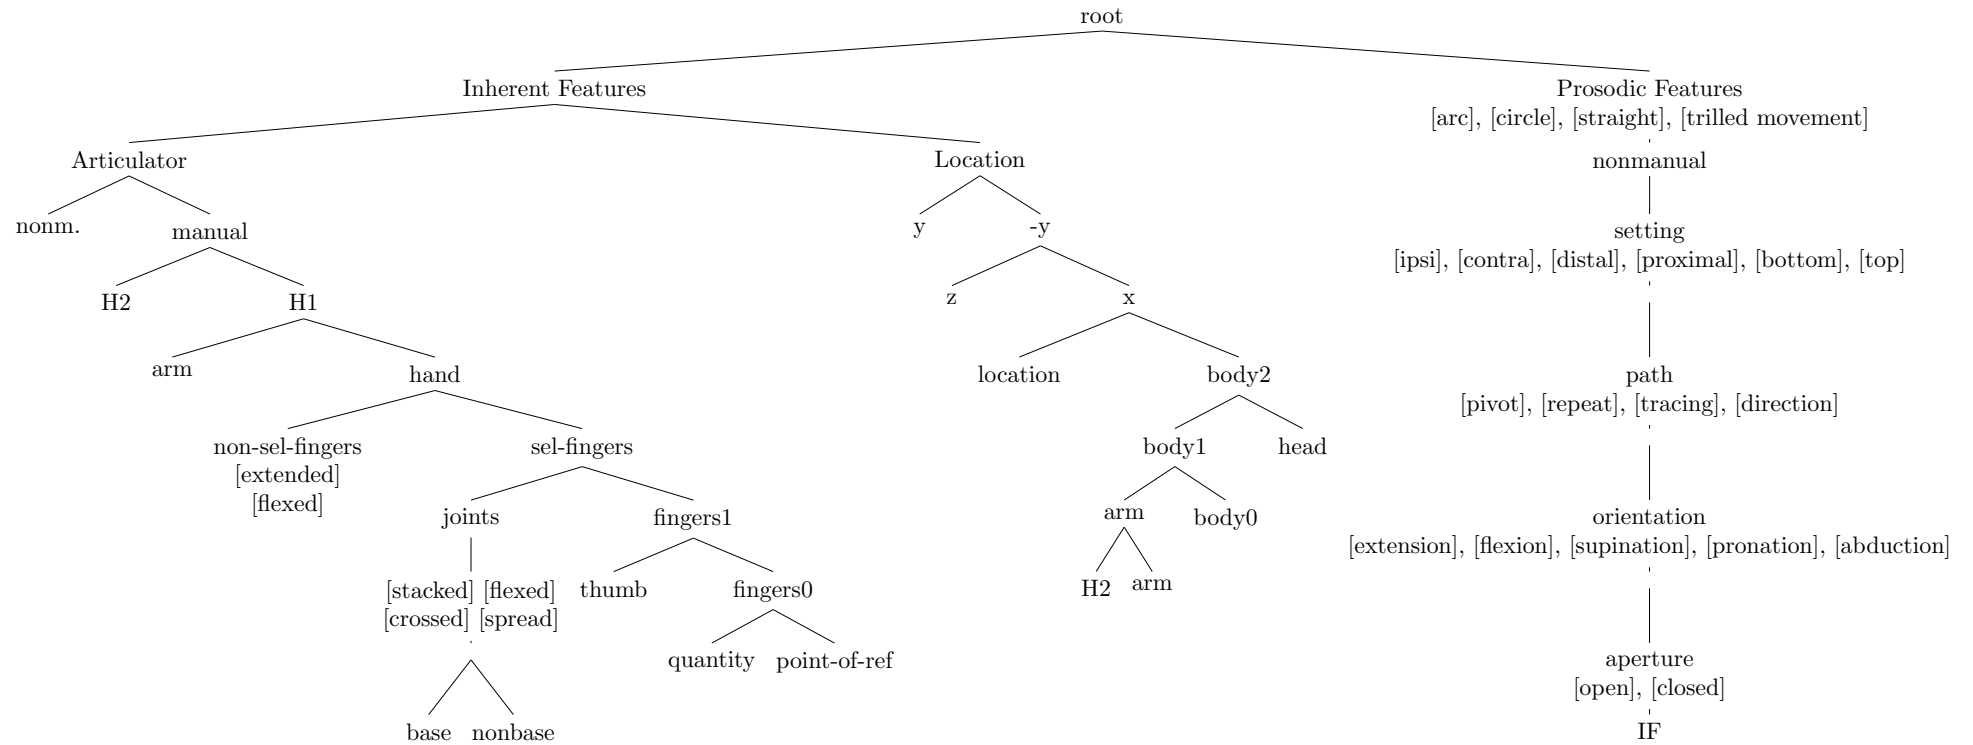 root
Inherent Features
Prosodic Features
[arc], [circle], [straight], [trilled movement]
Articulator
Location
nonmanual
nonm.
manual
y
-y
setting
[ipsi], [contra], [distal], [proximal], [bottom], [top]
H2
H1
z
x
arm
hand
location
body2
path
[pivot], [repeat], [tracing], [direction]
non-sel-fingers
[extended]
[flexed]
sel-fingers
body1
head
joints
fingers1
arm
body0
orientation
[extension], [flexion], [supination], [pronation], [abduction]
[stacked] [flexed]
[crossed] [spread]
thumb
fingers0
H2
arm
quantity
point-of-ref
aperture
[open], [closed]
base
nonbase
IF